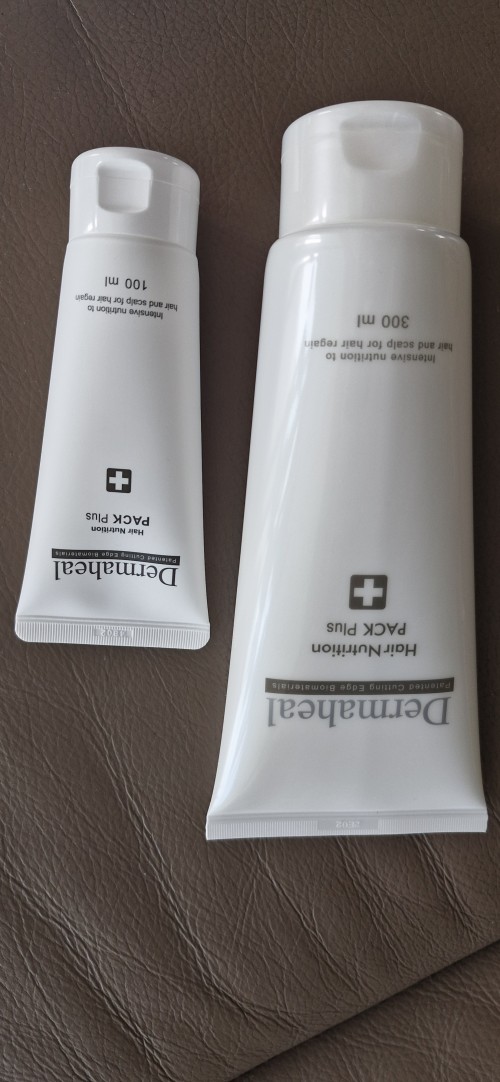 Dermaheal
Patented Cutting Edge Biomaterials
Hair Nutrition
PACK Plus
Intensive nutrition to
hair and scalp for hair regain
100 ml
Dermaheal
Patented Cutting Edge Biomaterials
Hair Nutrition
PACK Plus
Intensive nutrition to
hair and scalp for hair regain
300 ml